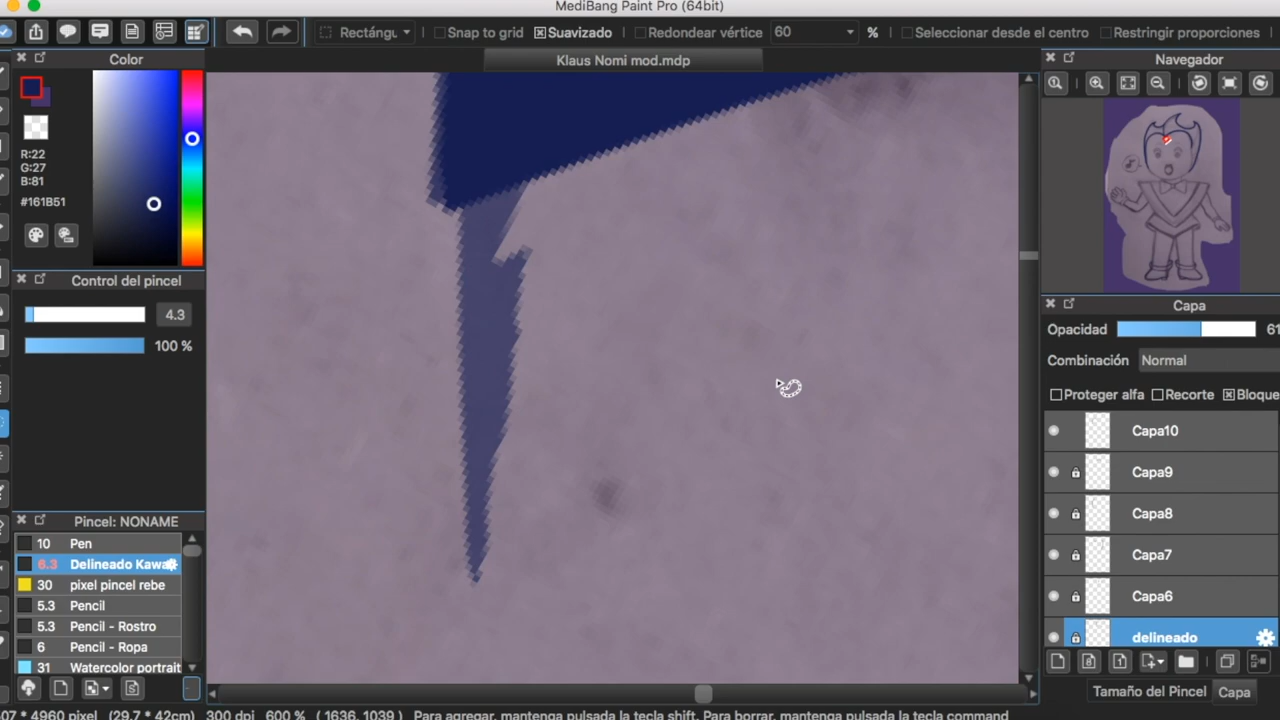 MediBang Paint Pro (64bit)
Rectángu
Snap to grid
Suavizado
Redondear vértice
60
%
Seleccionar desde el centro
Restringir proporciones
Color
Klaus Nomi mod.mdp
Navegador
R:22
G:27
B:81
#161B51
Control del pincel
4.3
100 %
Capa
Opacidad
61
Combinación
Normal
Proteger alfa
Recorte
Bloque
Capa10
Capa9
Capa8
Capa7
Capa6
delineado
Pincel: NONAME
10 Pen
6.3 Delineado Kawa
30 pixel pincel rebe
5.3 Pencil
5.3 Pencil - Rostro
6 Pencil - Ropa
31 Watercolor portrait
Tamaño del Pincel
Capa
07 * 4960 pixel (29.7 * 42cm) 300 dpi 600 % ( 1636, 1039 ) Para agregar, mantenga pulsada la tecla shift. Para borrar, mantenga pulsada la tecla command